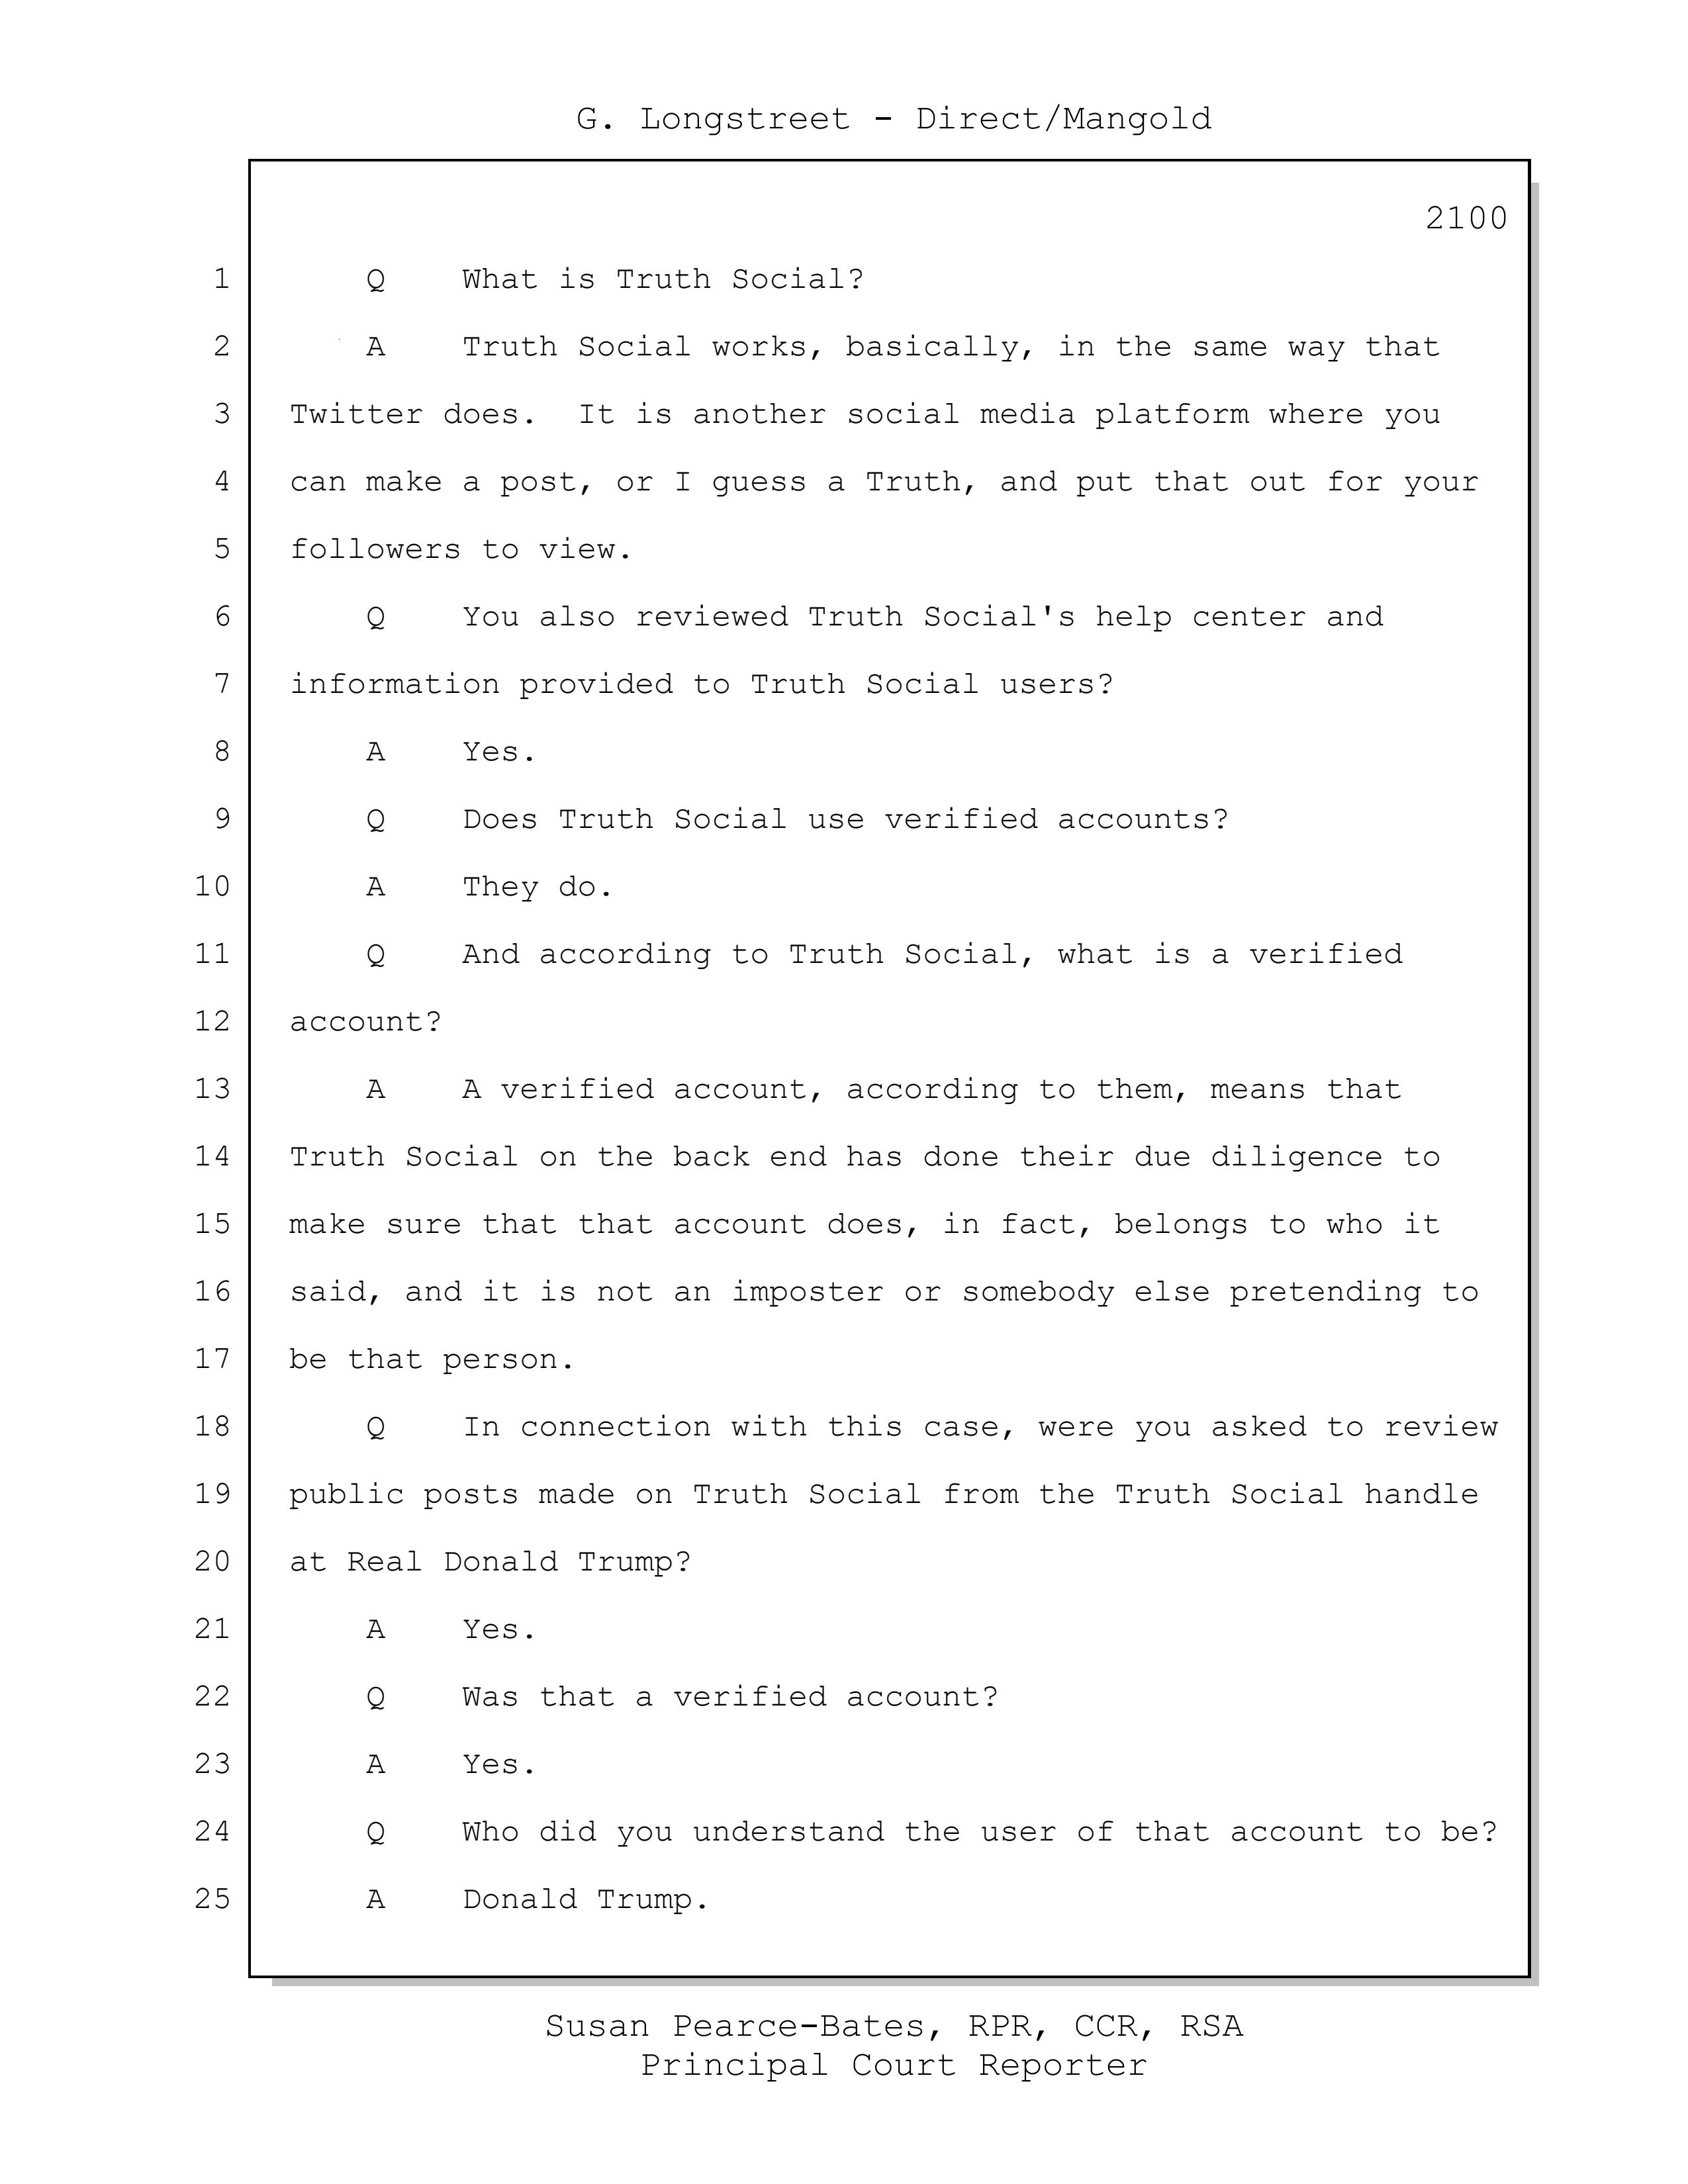 G. Longstreet - Direct/Mangold
2100
1 Q What is Truth Social?
2 A Truth Social works, basically, in the same way that
3 Twitter does. It is another social media platform where you
4 can make a post, or I guess a Truth, and put that out for your
5 followers to view.
6 Q You also reviewed Truth Social's help center and
7 information provided to Truth Social users?
8 A Yes.
9 Q Does Truth Social use verified accounts?
10 A They do.
11 Q And according to Truth Social, what is a verified
12 account?
13 A A verified account, according to them, means that
14 Truth Social on the back end has done their due diligence to
15 make sure that that account does, in fact, belongs to who it
16 said, and it is not an imposter or somebody else pretending to
17 be that person.
18 Q In connection with this case, were you asked to review
19 public posts made on Truth Social from the Truth Social handle
20 at Real Donald Trump?
21 A Yes.
22 Q Was that a verified account?
23 A Yes.
24 Q Who did you understand the user of that account to be?
25 A Donald Trump.
Susan Pearce-Bates, RPR, CCR, RSA
Principal Court Reporter